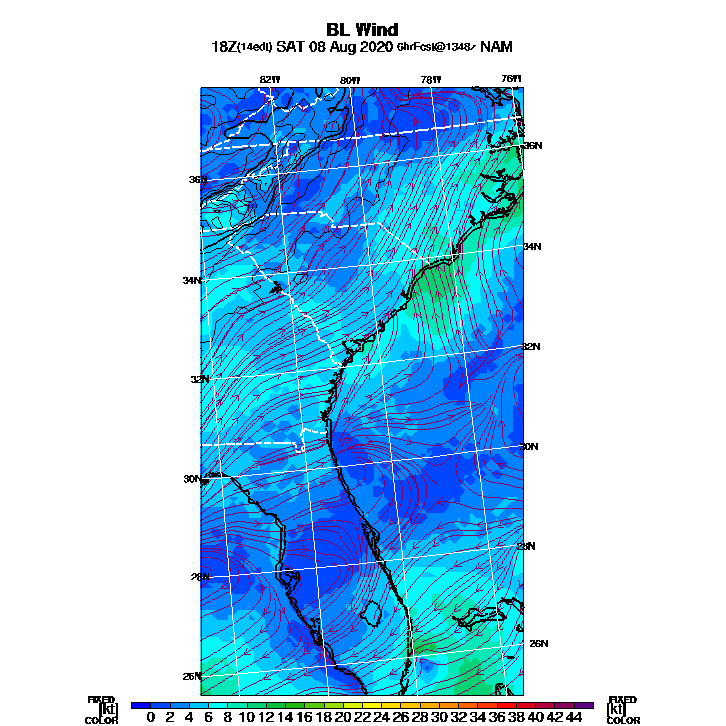 BL Wind
18Z(14edt) SAT 08 Aug 2020 6hrFcst@1348z NAM
82W 80W 78W 76W
36N
36N
34N
34N
32N
32N
30N
30N
28N
28N
26N
26N
FIXED [kt] COLOR
0 2 4 6 8 10 12 14 16 18 20 22 24 26 28 30 32 34 36 38 40 42 44
FIXED [kt] COLOR